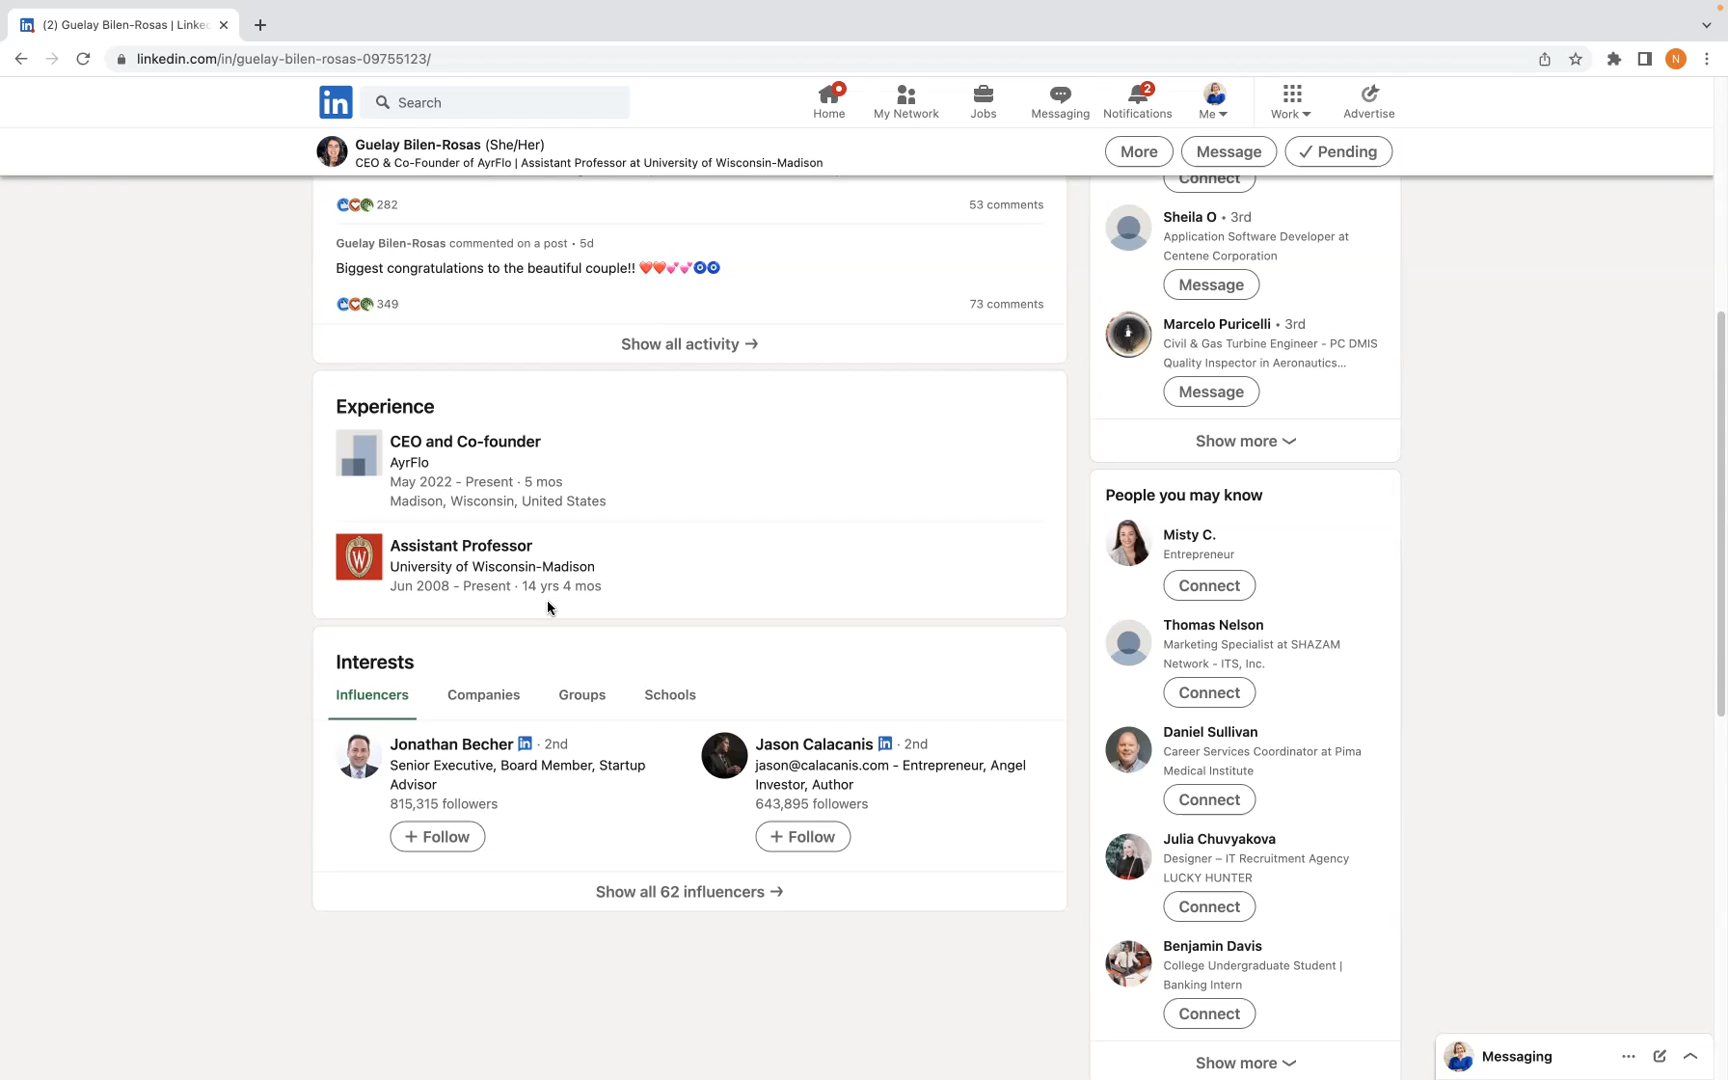 (2) Guelay Bilen-Rosas | Linke
linkedin.com/in/guelay-bilen-rosas-09755123/
N
in
Search
Home
My Network
Jobs
Messaging
2
Notifications
Me
Work
Advertise
Guelay Bilen-Rosas (She/Her)
CEO & Co-Founder of AyrFlo | Assistant Professor at University of Wisconsin-Madison
More
Message
✓ Pending
282
53 comments
Guelay Bilen-Rosas commented on a post • 5d
Biggest congratulations to the beautiful couple!! ❤️❤️💕💕🧿🧿
349
73 comments
Show all activity →
Experience
CEO and Co-founder
AyrFlo
May 2022 - Present · 5 mos
Madison, Wisconsin, United States
W
Assistant Professor
University of Wisconsin-Madison
Jun 2008 - Present · 14 yrs 4 mos
Interests
Influencers
Companies
Groups
Schools
Jonathan Becher in · 2nd
Senior Executive, Board Member, Startup
Advisor
815,315 followers
+ Follow
Jason Calacanis in · 2nd
jason@calacanis.com - Entrepreneur, Angel
Investor, Author
643,895 followers
+ Follow
Show all 62 influencers →
Connect
Sheila O • 3rd
Application Software Developer at
Centene Corporation
Message
Marcelo Puricelli • 3rd
Civil & Gas Turbine Engineer - PC DMIS
Quality Inspector in Aeronautics...
Message
Show more
People you may know
Misty C.
Entrepreneur
Connect
Thomas Nelson
Marketing Specialist at SHAZAM
Network - ITS, Inc.
Connect
Daniel Sullivan
Career Services Coordinator at Pima
Medical Institute
Connect
Julia Chuvyakova
Designer – IT Recruitment Agency
LUCKY HUNTER
Connect
Benjamin Davis
College Undergraduate Student |
Banking Intern
Connect
Show more
Messaging